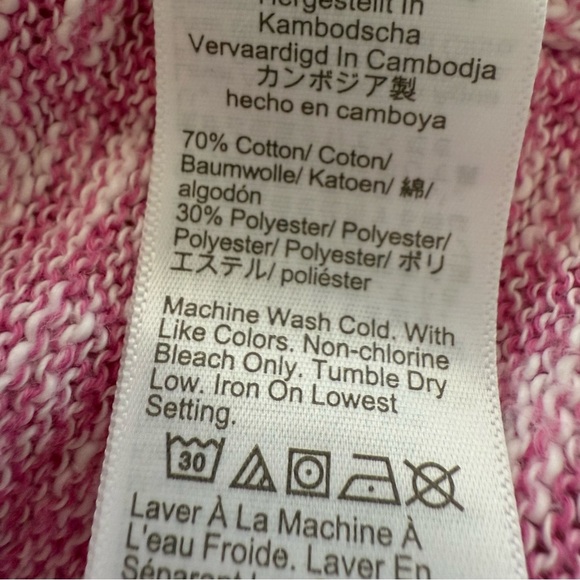 Hergestellt In
Kambodscha
Vervaardigd In Cambodja
カンボジア製
hecho en camboya
70% Cotton/ Coton/
Baumwolle/ Katoen/ 綿/
algodón
30% Polyester/ Polyester/
Polyester/ Polyester/ ポリ
エステル/ poliéster
Machine Wash Cold. With
Like Colors. Non-chlorine
Bleach Only. Tumble Dry
Low. Iron On Lowest
Setting.
30
Laver À La Machine À
L'eau Froide. Laver En
Séparant